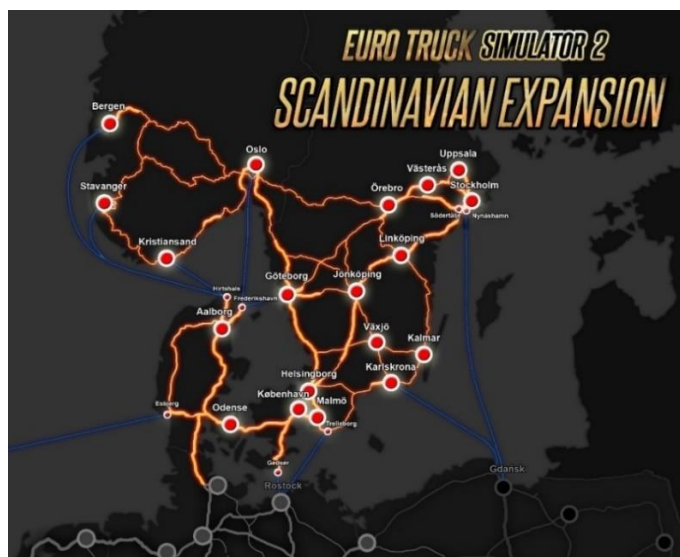 EURO TRUCK SIMULATOR 2
SCANDINAVIAN EXPANSION
Bergen
Oslo
Uppsala
Västerås
Stockholm
Örebro
Stavanger
Södertälje
Nynäshamn
Kristiansand
Linköping
Göteborg
Jönköping
Hirtshals
Frederikshavn
Aalborg
Växjö
Kalmar
Helsingborg
Karlskrona
København
Malmö
Esbjerg
Odense
Trelleborg
Gedser
Gdansk
Rostock